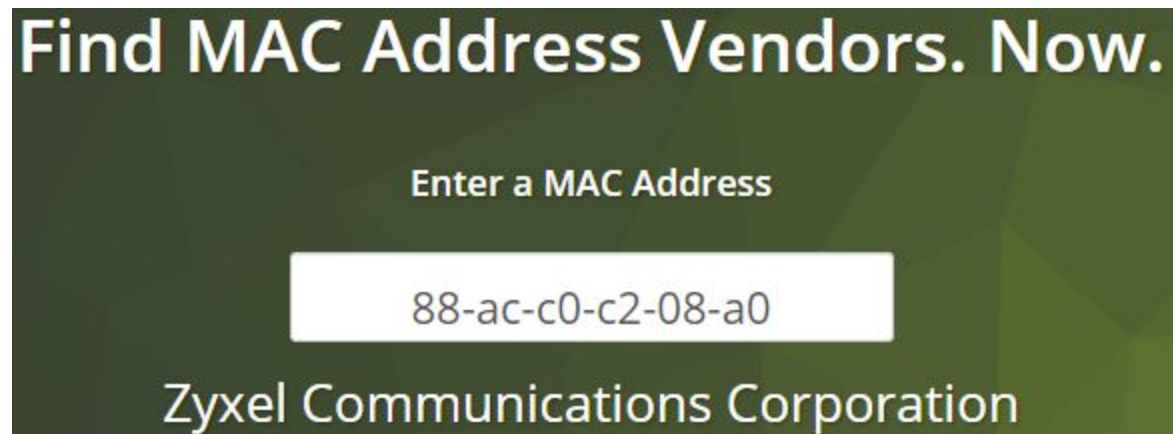 Find MAC Address Vendors. Now.
Enter a MAC Address
88-ac-c0-c2-08-a0
Zyxel Communications Corporation